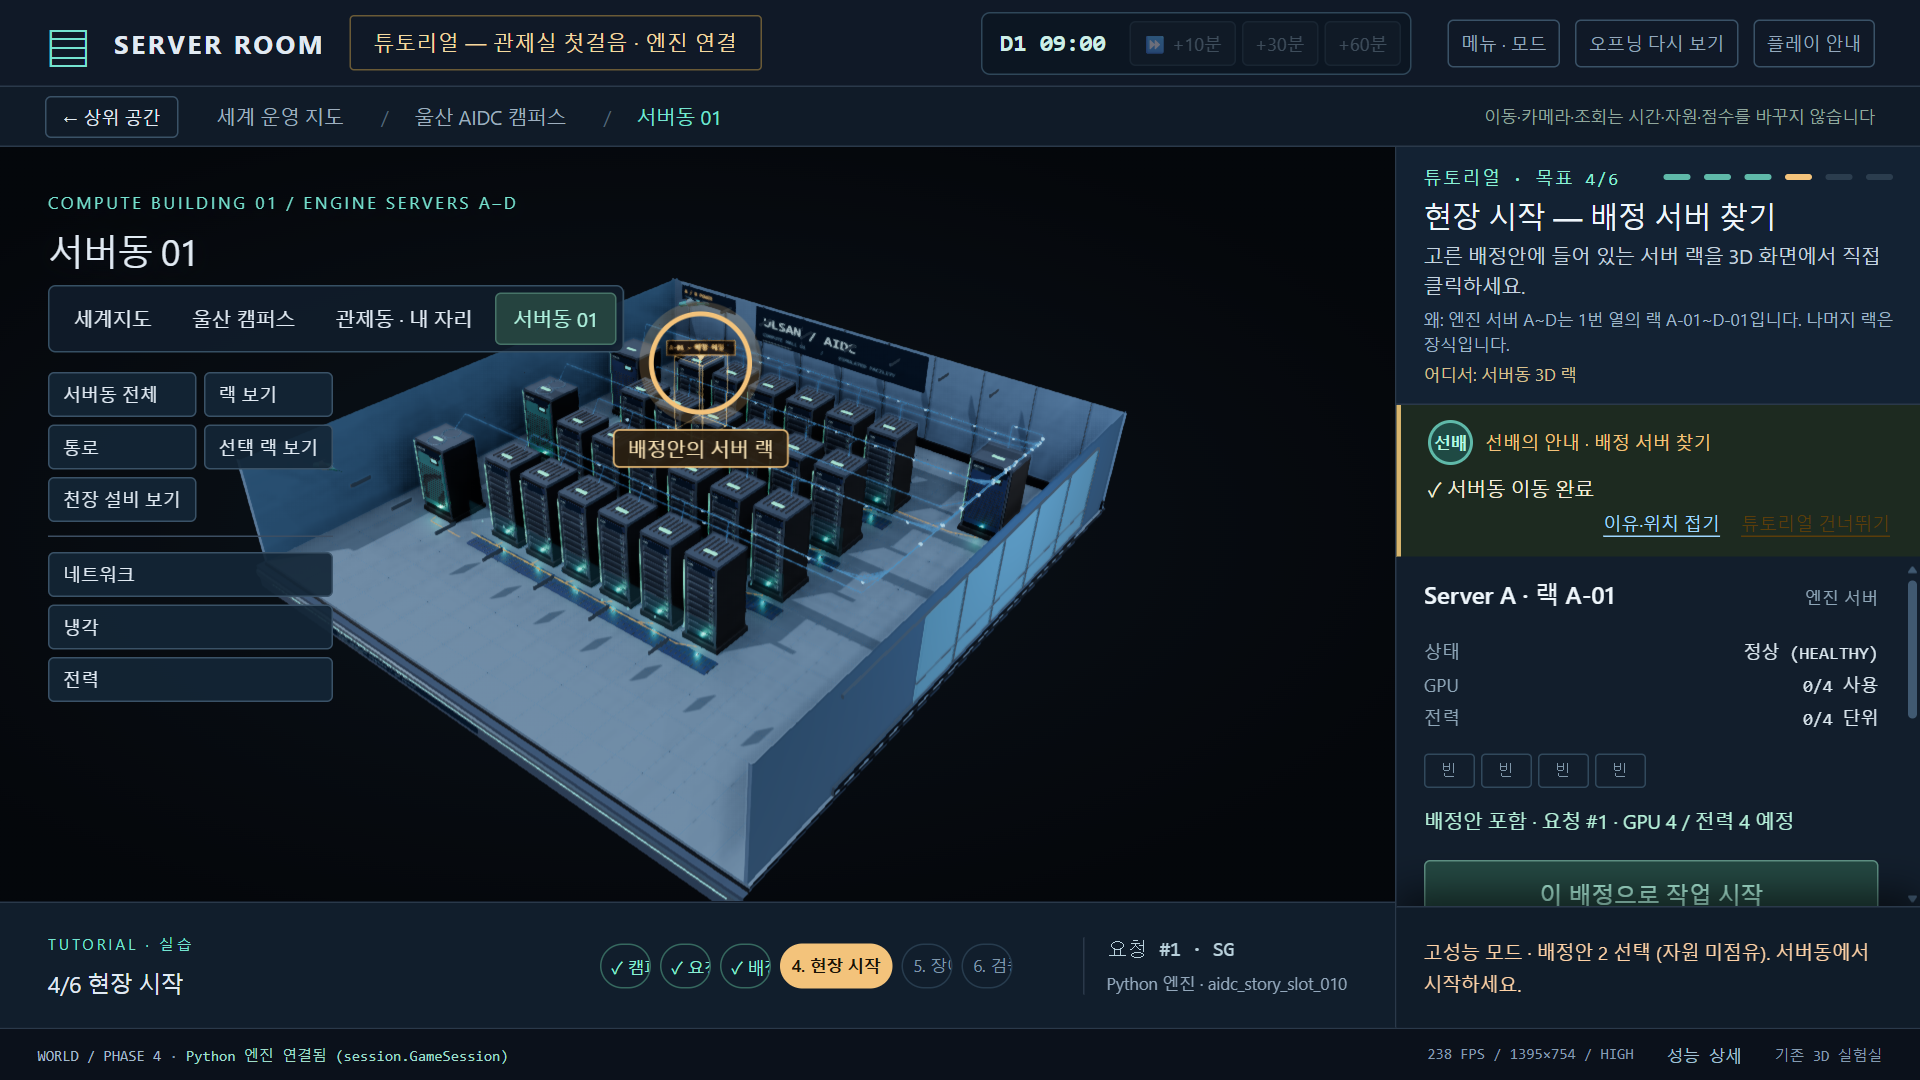 SERVER ROOM
튜토리얼 — 관제실 첫걸음 · 엔진 연결
D1 09:00
⏩ +10분
+30분
+60분
메뉴 · 모드
오프닝 다시 보기
플레이 안내
← 상위 공간
세계 운영 지도 / 울산 AIDC 캠퍼스 / 서버동 01
이동·카메라·조회는 시간·자원·점수를 바꾸지 않습니다
COMPUTE BUILDING 01 / ENGINE SERVERS A–D
서버동 01
세계지도
울산 캠퍼스
관제동 · 내 자리
서버동 01
서버동 전체
랙 보기
통로
선택 랙 보기
천장 설비 보기
네트워크
냉각
전력
ULSAN / AIDC
배정안의 서버 랙
튜토리얼 · 목표 4/6
현장 시작 — 배정 서버 찾기
고른 배정안에 들어 있는 서버 랙을 3D 화면에서 직접
클릭하세요.
왜: 엔진 서버 A~D는 1번 열의 랙 A-01~D-01입니다. 나머지 랙은
장식입니다.
어디서: 서버동 3D 랙
선배
선배의 안내 · 배정 서버 찾기
✓ 서버동 이동 완료
이유·위치 접기
튜토리얼 건너뛰기
Server A · 랙 A-01
엔진 서버
상태
정상 (HEALTHY)
GPU
0/4 사용
전력
0/4 단위
빈
빈
빈
빈
배정안 포함 · 요청 #1 · GPU 4 / 전력 4 예정
이 배정으로 작업 시작
고성능 모드 · 배정안 2 선택 (자원 미점유). 서버동에서
시작하세요.
TUTORIAL · 실습
4/6 현장 시작
✓ 캠
✓ 요
✓ 배
4. 현장 시작
5. 장
6. 검
요청 #1 · SG
Python 엔진 · aidc_story_slot_010
WORLD / PHASE 4 · Python 엔진 연결됨 (session.GameSession)
238 FPS / 1395×754 / HIGH
성능 상세
기존 3D 실험실